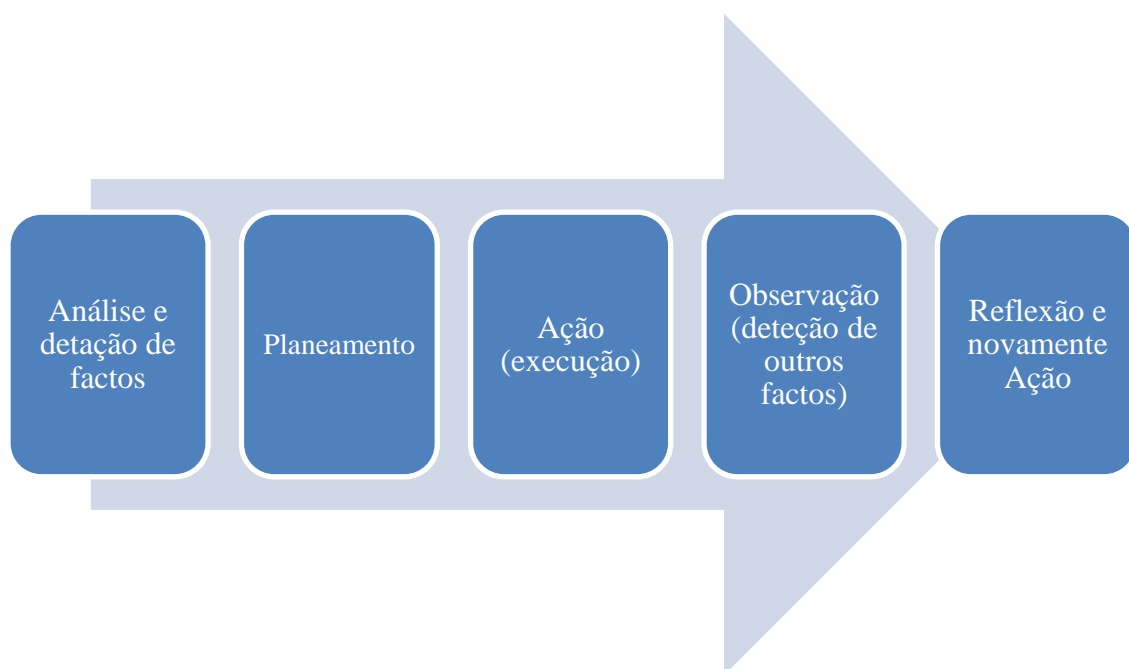 Análise e
detação de
factos
Planeamento
Ação
(execução)
Observação
(deteção de
outros
factos)
Reflexão e
novamente
Ação